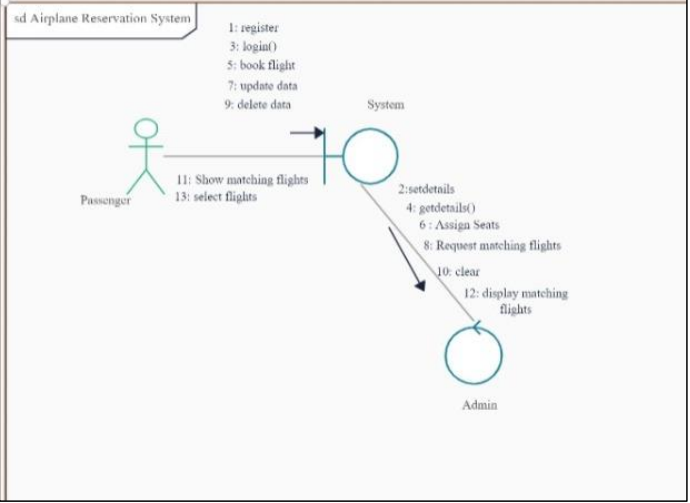 sd Airplane Reservation System
1: register
3: login()
5: book flight
7: update data
9: delete data
System
11: Show matching flights
13: select flights
Passenger
2:setdetails
4: getdetails()
6 : Assign Seats
8: Request matching flights
10: clear
12: display matching
flights
Admin